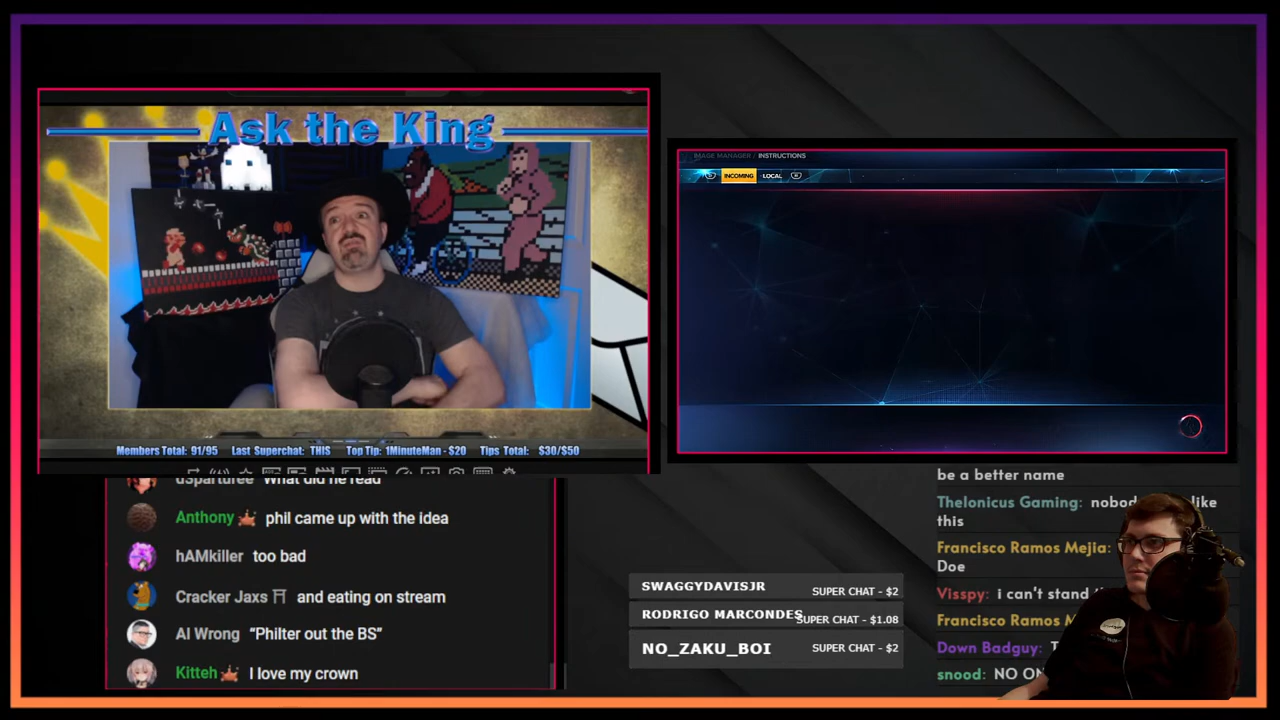 Ask the King
Members Total: 91/95 Last Superchat: THIS Top Tip: 1MinuteMan - $20 Tips Total: $30/$50
IMAGE MANAGER / INSTRUCTIONS
INCOMING LOCAL
What did he read
Anthony phil came up with the idea
hAMkiller too bad
Cracker Jaxs and eating on stream
Al Wrong “Philter out the BS”
Kitteh I love my crown
SWAGGYDAVISJR SUPER CHAT - $2
RODRIGO MARCONDES SUPER CHAT - $1.08
NO_ZAKU_BOI SUPER CHAT - $2
be a better name
Thelonicus Gaming: like
this
Francisco Ramos Mejia:
Doe
Visspy: i can't stand
Francisco Ramos
Down Badguy:
snood: NO